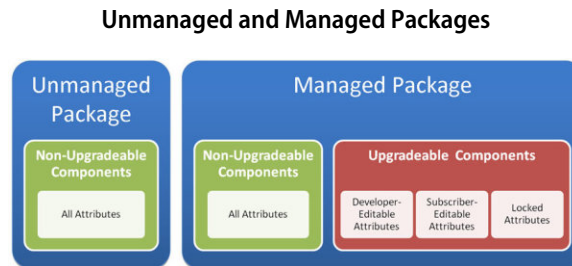 Unmanaged and Managed Packages
Unmanaged
Package
Non-Upgradeable
Components
All Attributes
Managed Package
Non-Upgradeable
Components
All Attributes
Upgradeable Components
Developer-
Editable
Attributes
Subscriber-
Editable
Attributes
Locked
Attributes